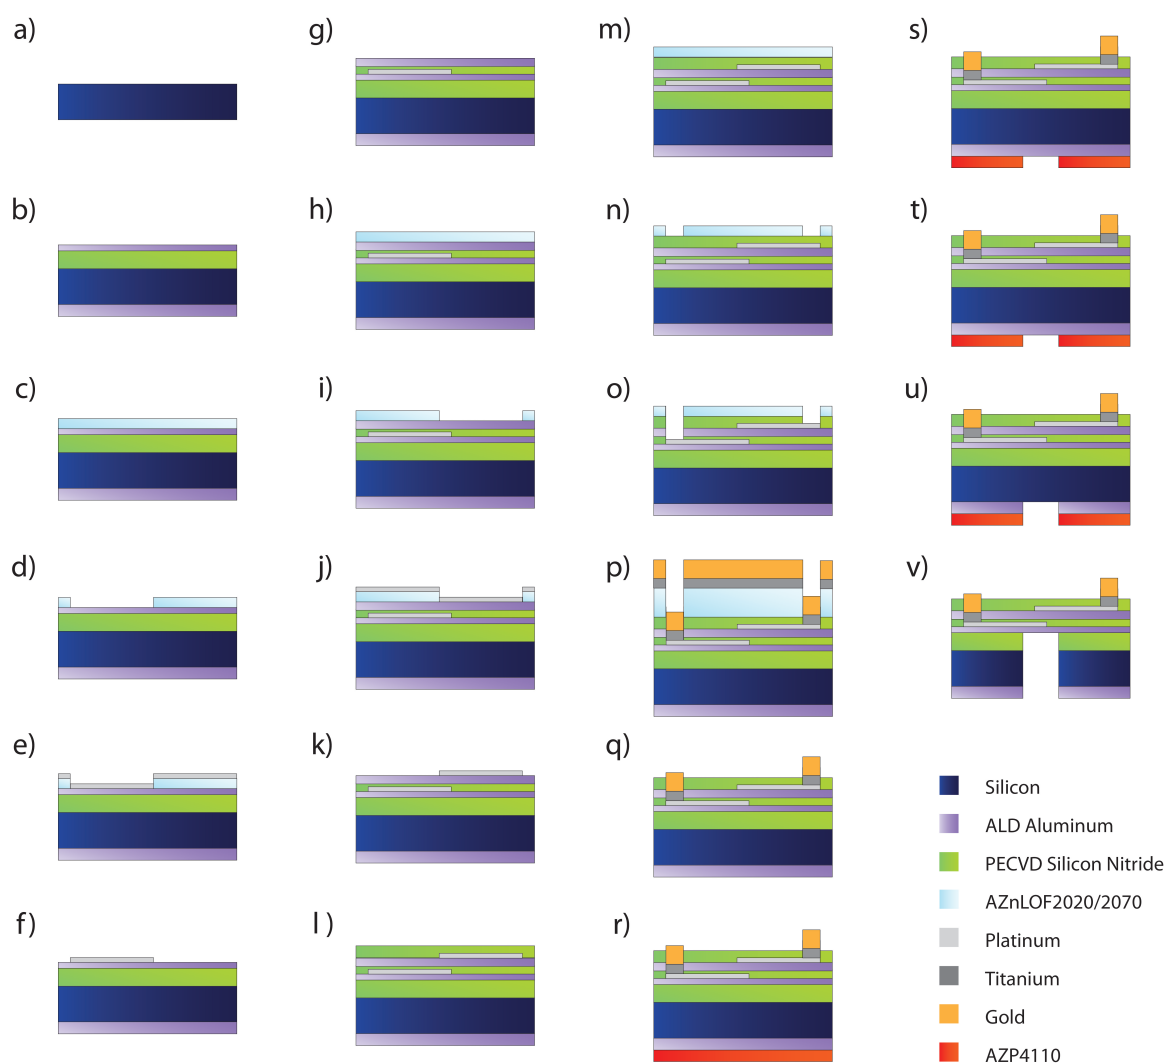 a)
b)
c)
d)
e)
f)
g)
h)
i)
j)
k)
l)
m)
n)
o)
p)
q)
r)
s)
t)
u)
v)
Silicon
ALD Aluminum
PECVD Silicon Nitride
AZnLOF2020/2070
Platinum
Titanium
Gold
AZP4110